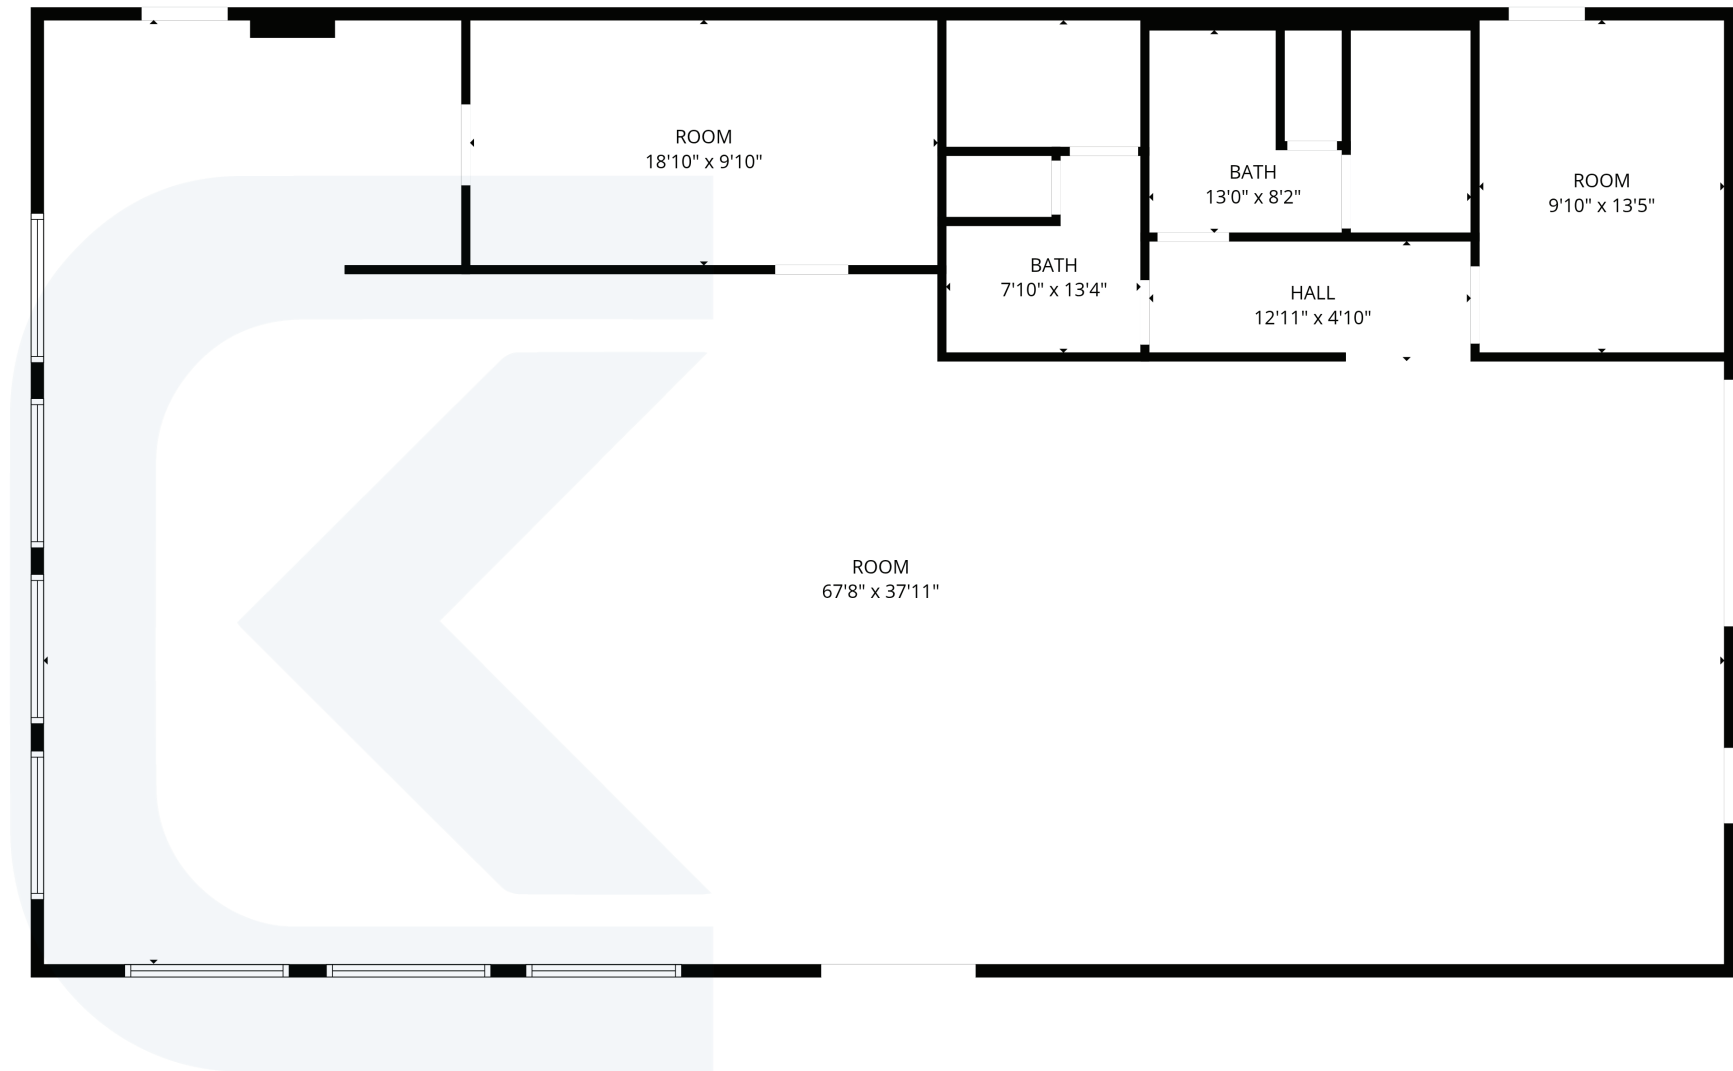 ROOM
18'10" x 9'10"
BATH
13'0" x 8'2"
ROOM
9'10" x 13'5"
BATH
7'10" x 13'4"
HALL
12'11" x 4'10"
ROOM
67'8" x 37'11"